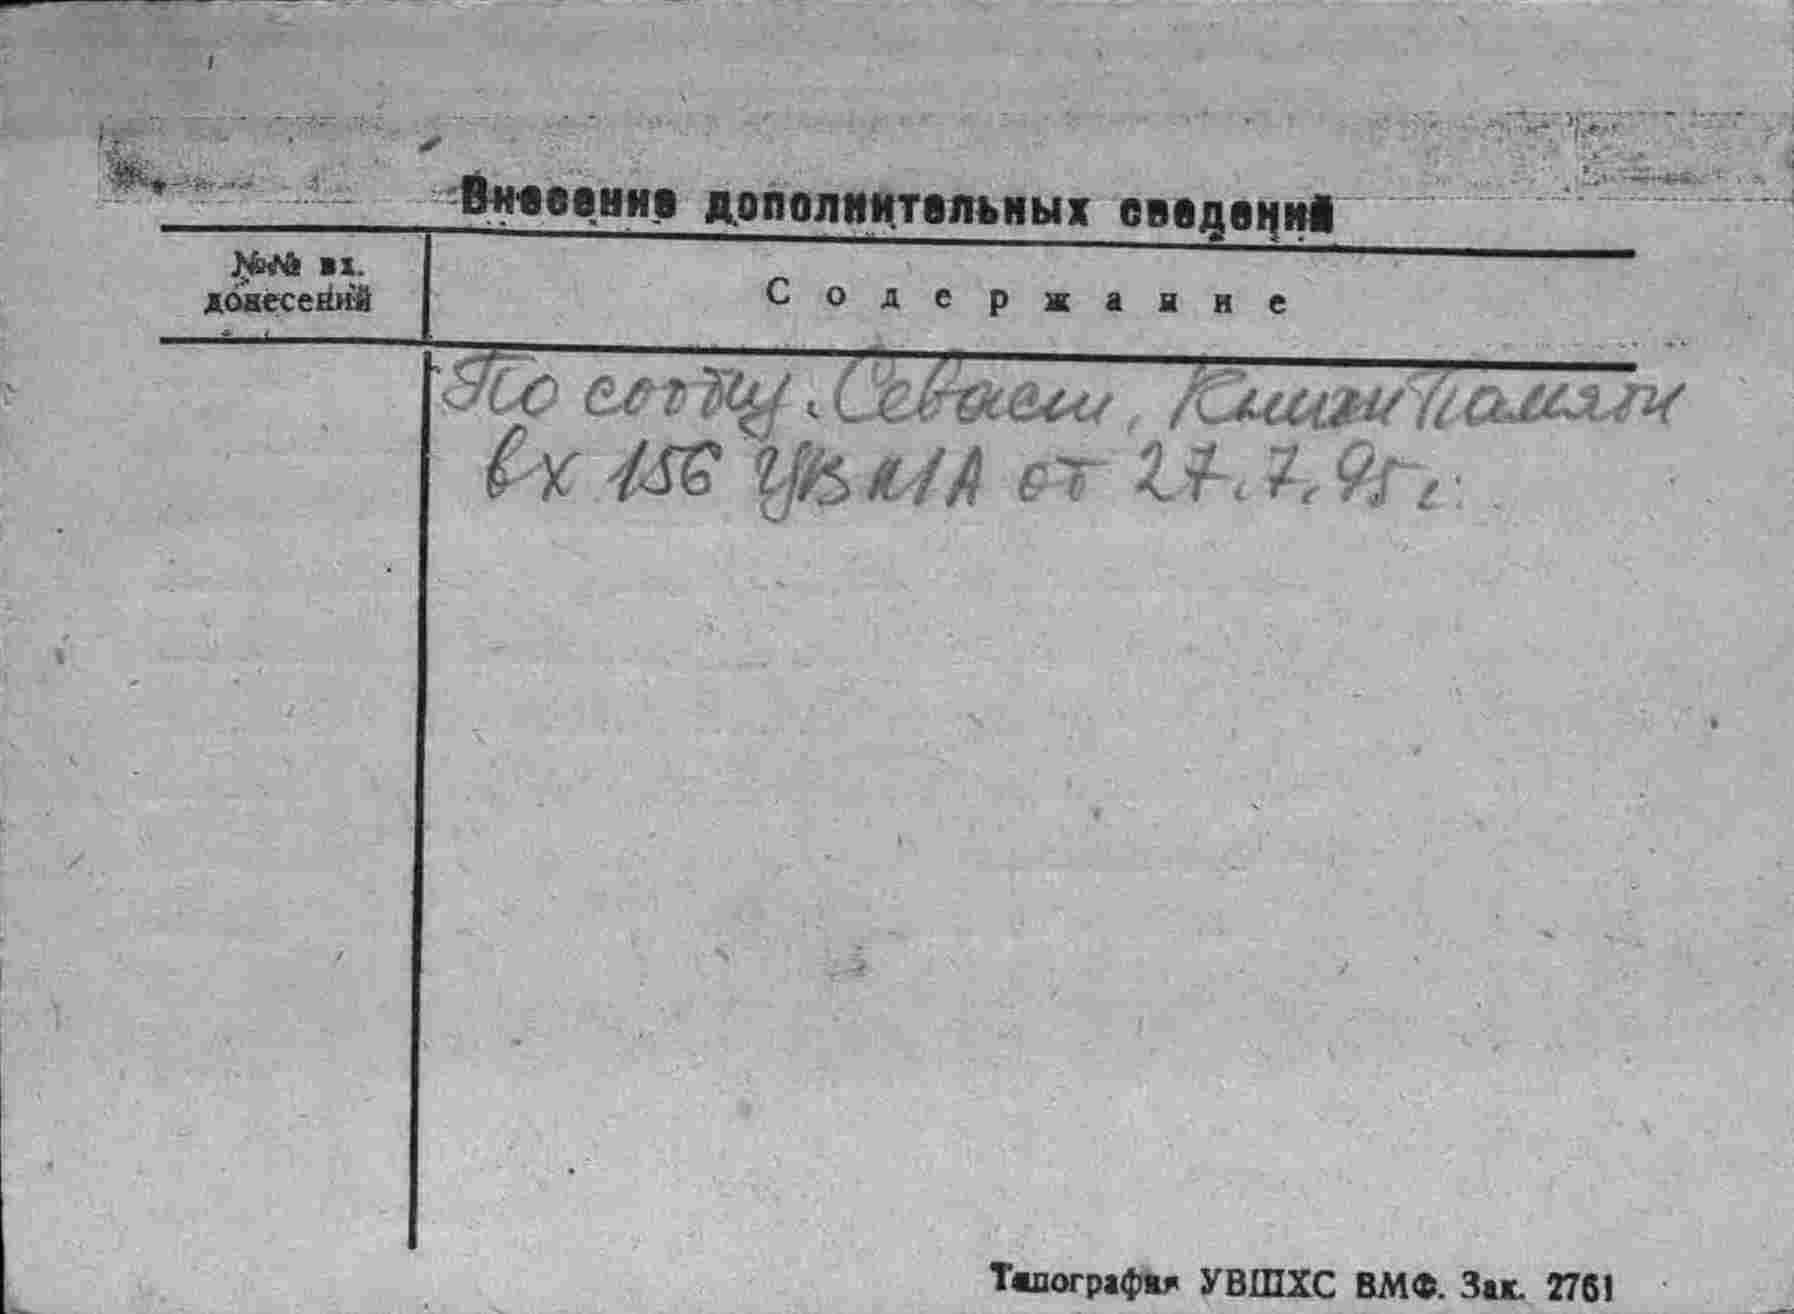 Внесение дополнительных сведений
№№ вх.
донесений
Содержание
По сообщ. Севаст, Книги Памяти
вх 156 ЦВМА от 27.7.95 г.
Типография УВШХС ВМФ. Зак. 2761